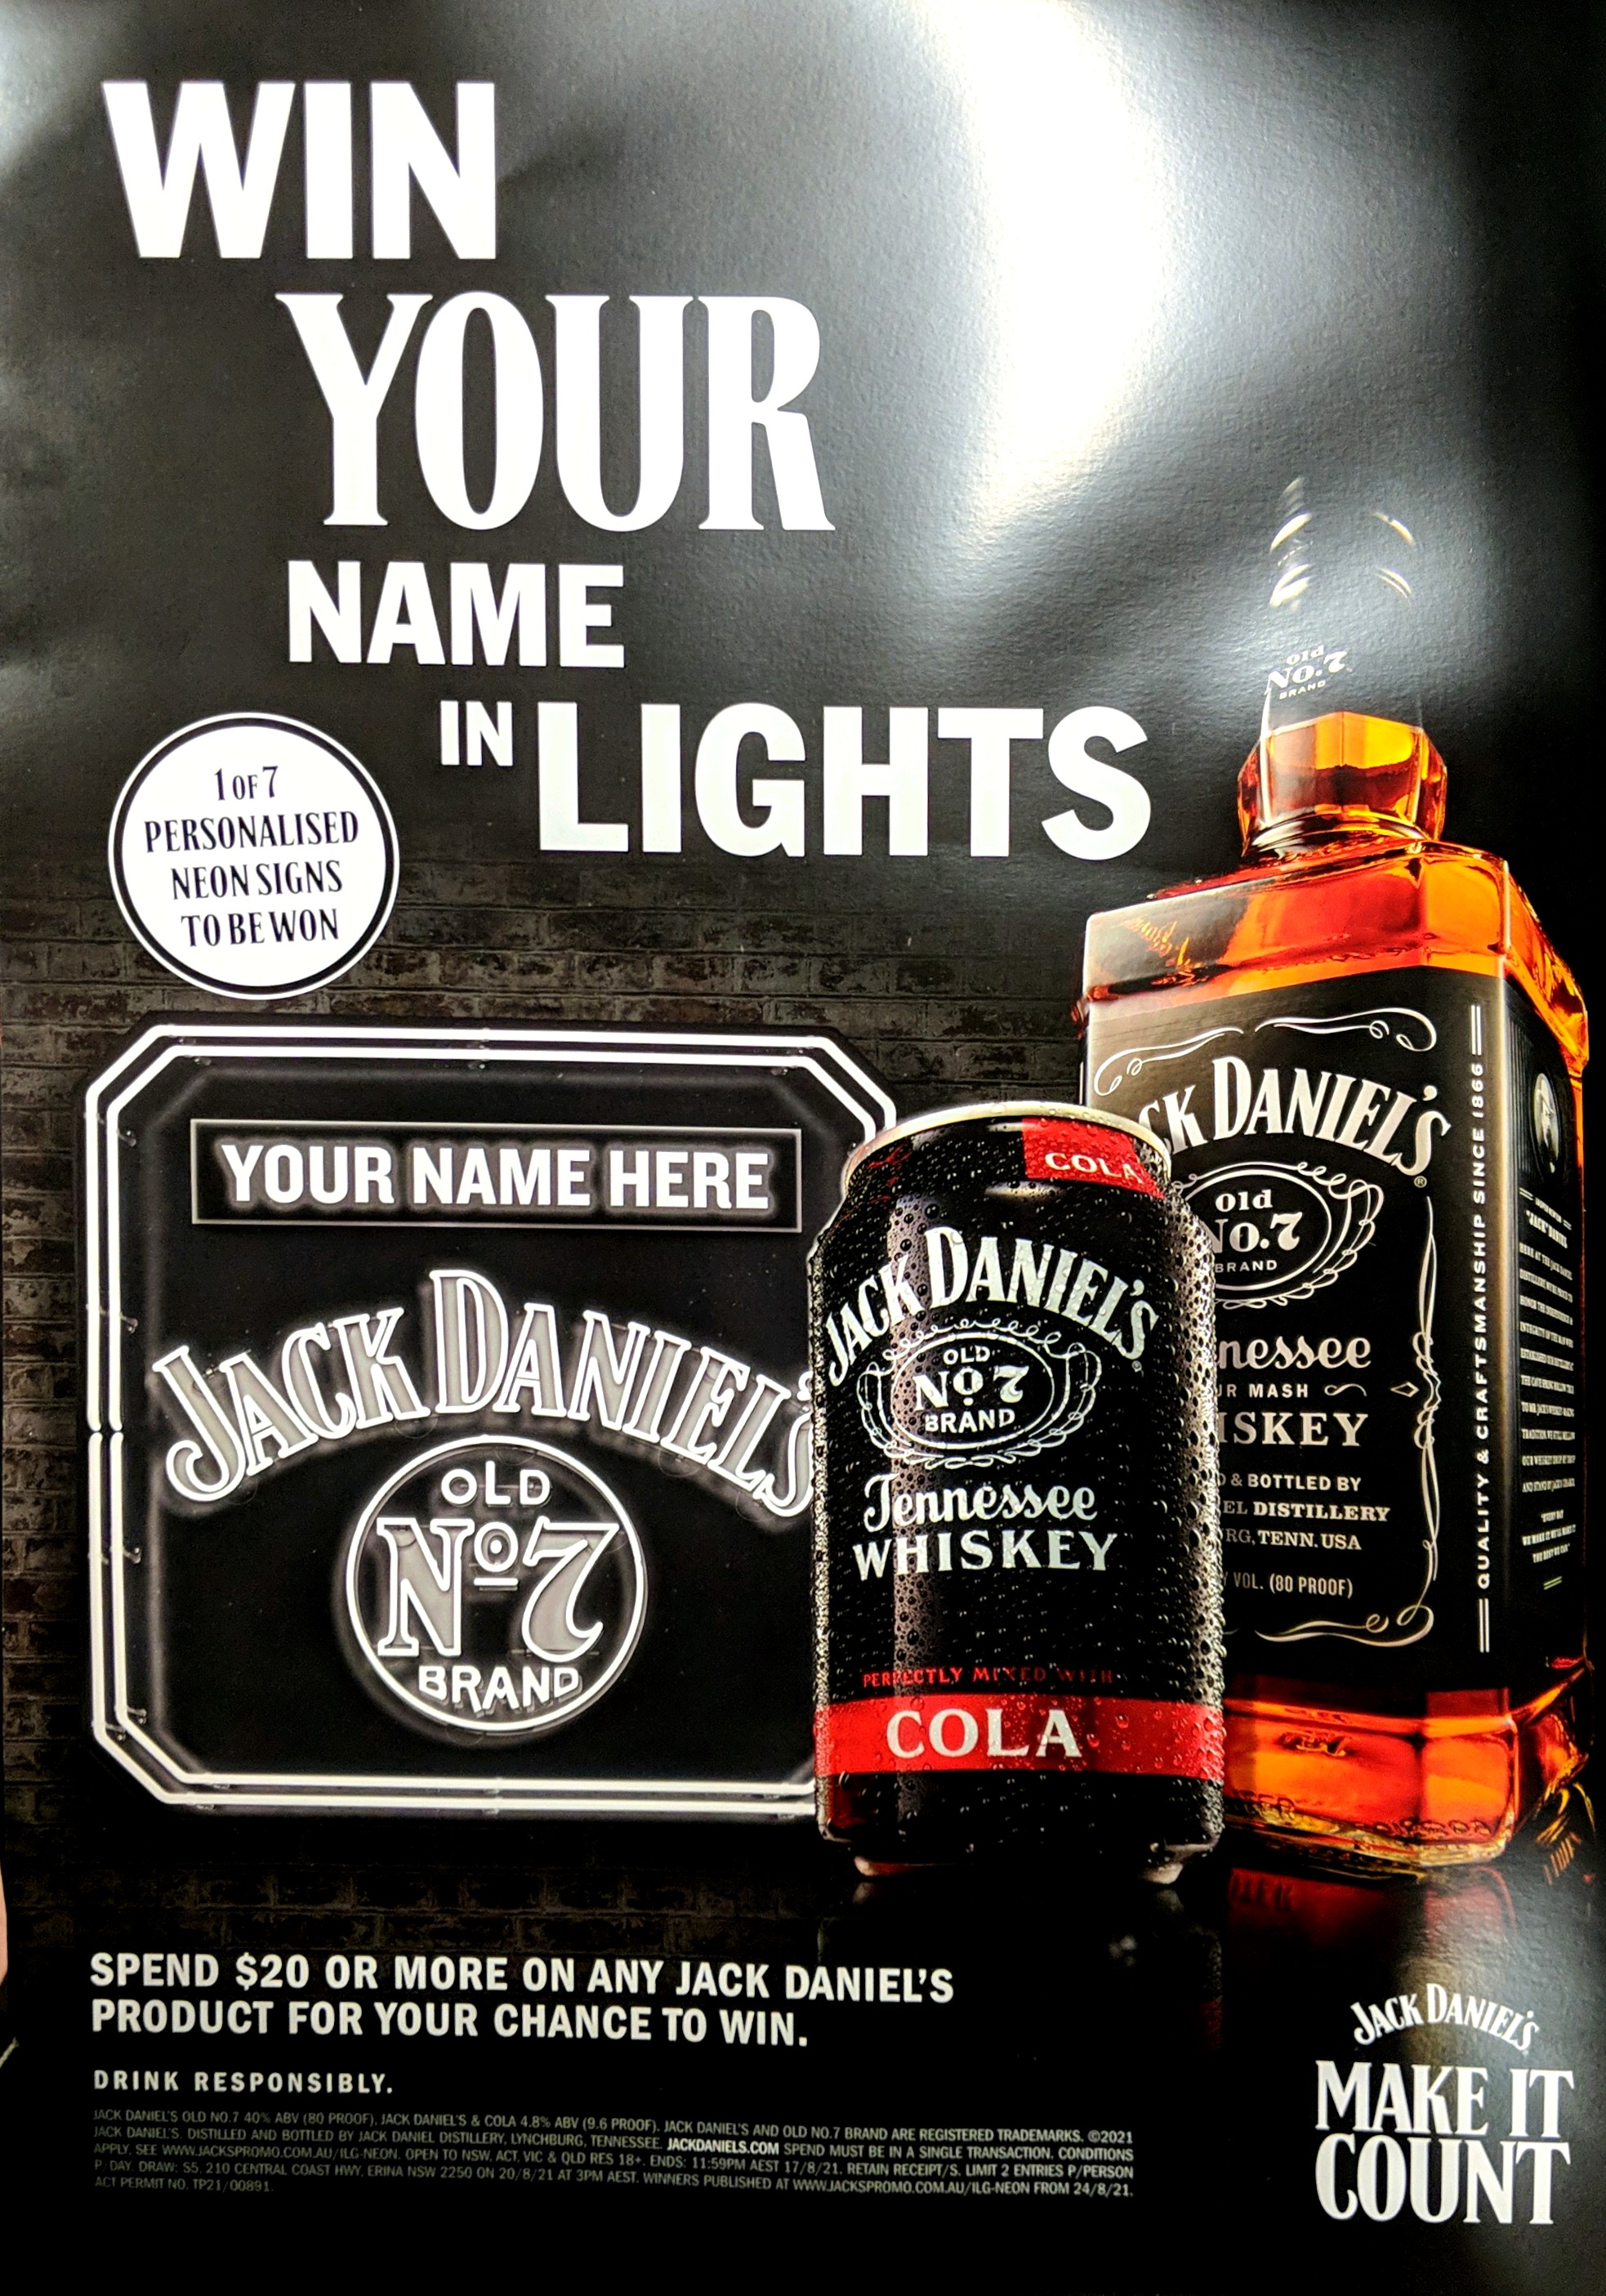 WIN
YOUR
NAME
IN LIGHTS
1 OF 7
PERSONALISED
NEON SIGNS
TO BE WON
YOUR NAME HERE
JACK DANIEL'S
OLD
Nº7
BRAND
COLA
JACK DANIEL'S
OLD
Nº7
BRAND
Tennessee
WHISKEY
PERFECTLY MIXED WITH
COLA
Old
NO.7
BRAND
DANIEL'S
Old
NO.7
BRAND
MASH
& BOTTLED BY
DISTILLERY
TENN. USA
VOL. (80 PROOF)
QUALITY & CRAFTSMANSHIP SINCE 1866
SPEND $20 OR MORE ON ANY JACK DANIEL'S
PRODUCT FOR YOUR CHANCE TO WIN.
DRINK RESPONSIBLY.
JACK DANIEL'S OLD NO.7 40% ABV (80 PROOF). JACK DANIEL'S & COLA 4.8% ABV (9.6 PROOF). JACK DANIEL'S AND OLD NO.7 BRAND ARE REGISTERED TRADEMARKS. ©2021
JACK DANIEL'S. DISTILLED AND BOTTLED BY JACK DANIEL DISTILLERY, LYNCHBURG, TENNESSEE. JACKDANIELS.COM SPEND MUST BE IN A SINGLE TRANSACTION. CONDITIONS
APPLY. SEE WWW.JACKSPROMO.COM.AU/ILG-NEON. OPEN TO NSW, ACT, VIC & QLD RES 18+. ENDS: 11:59PM AEST 17/8/21. RETAIN RECEIPT/S. LIMIT 2 ENTRIES P/PERSON
P/DAY. DRAW: S5, 210 CENTRAL COAST HWY, ERINA NSW 2250 ON 20/8/21 AT 3PM AEST. WINNERS PUBLISHED AT WWW.JACKSPROMO.COM.AU/ILG-NEON FROM 24/8/21.
ACT PERMIT NO. TP21/00891.
JACK DANIEL'S
MAKE IT
COUNT